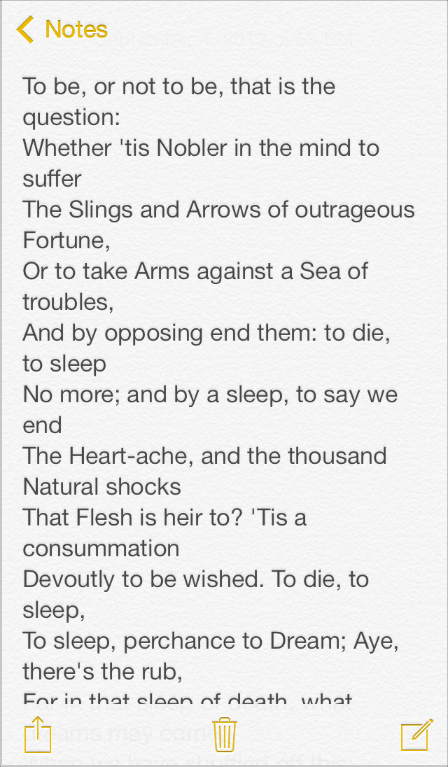 Notes
To be, or not to be, that is the
question:
Whether 'tis Nobler in the mind to
suffer
The Slings and Arrows of outrageous
Fortune,
Or to take Arms against a Sea of
troubles,
And by opposing end them: to die,
to sleep
No more; and by a sleep, to say we
end
The Heart-ache, and the thousand
Natural shocks
That Flesh is heir to? 'Tis a
consummation
Devoutly to be wished. To die, to
sleep,
To sleep, perchance to Dream; Aye,
there's the rub,
For in that sleep of death, what
dreams may come